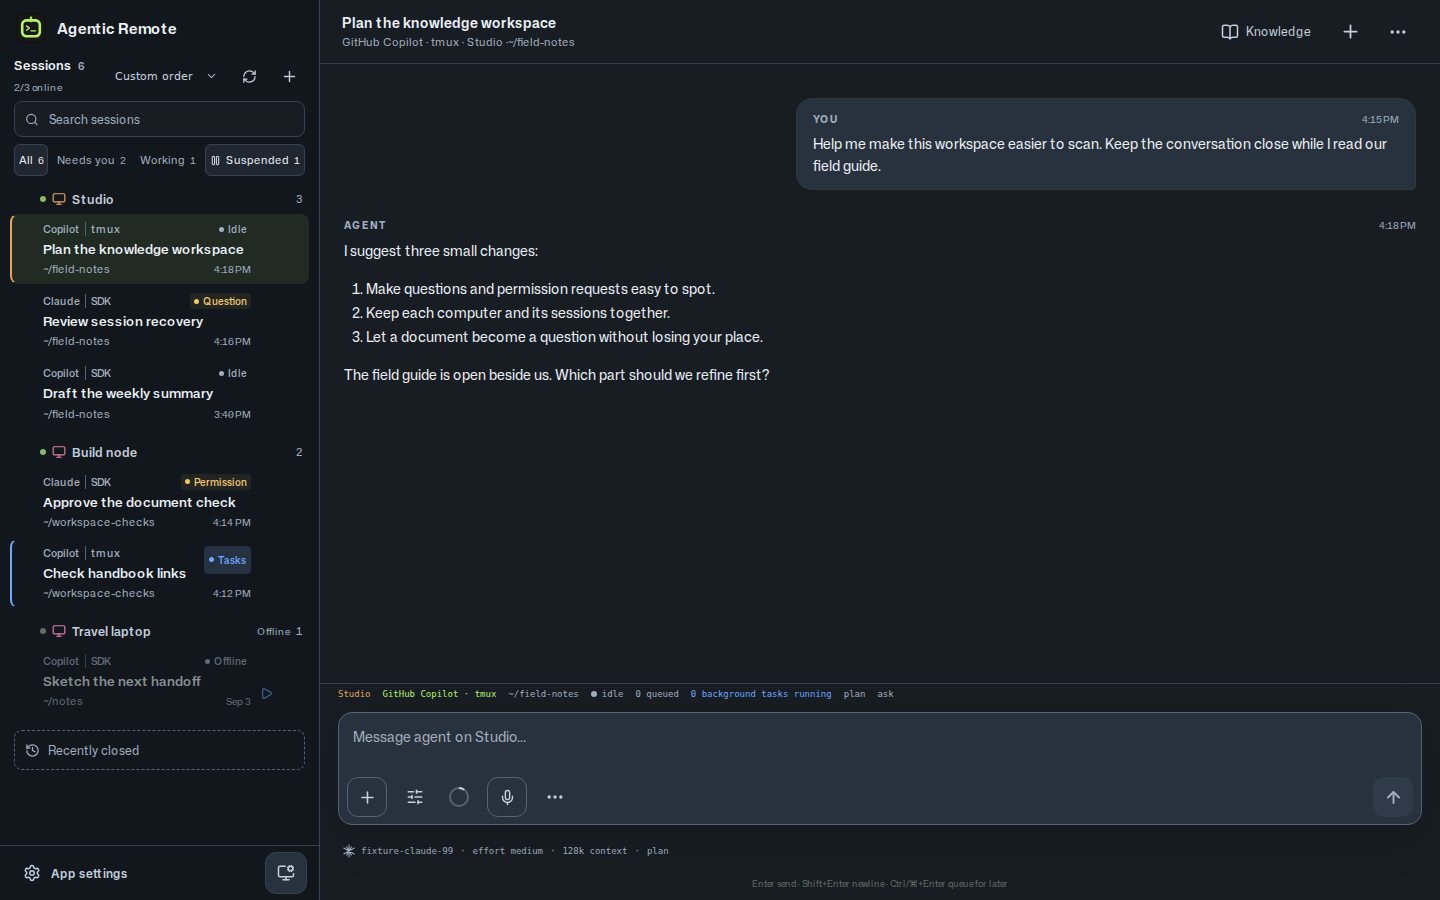 Agentic Remote
Sessions 6
2/3 online
Custom order
Search sessions
All 6
Needs you 2
Working 1
Suspended 1
Studio 3
Copilot | tmux Idle
Plan the knowledge workspace
~/field-notes 4:18 PM
Claude | SDK Question
Review session recovery
~/field-notes 4:16 PM
Copilot | SDK Idle
Draft the weekly summary
~/field-notes 3:40 PM
Build node 2
Claude | SDK Permission
Approve the document check
~/workspace-checks 4:14 PM
Copilot | tmux Tasks
Check handbook links
~/workspace-checks 4:12 PM
Travel laptop Offline 1
Copilot | SDK Offline
Sketch the next handoff
~/notes Sep 3
Recently closed
App settings
Plan the knowledge workspace
GitHub Copilot · tmux · Studio · ~/field-notes
Knowledge
YOU 4:15 PM
Help me make this workspace easier to scan. Keep the conversation close while I read our
field guide.
AGENT 4:18 PM
I suggest three small changes:
1. Make questions and permission requests easy to spot.
2. Keep each computer and its sessions together.
3. Let a document become a question without losing your place.
The field guide is open beside us. Which part should we refine first?
Studio GitHub Copilot · tmux ~/field-notes idle 0 queued 0 background tasks running plan ask
Message agent on Studio...
fixture-claude-99 · effort medium · 128k context · plan
Enter send · Shift+Enter newline · Ctrl/⌘+Enter queue for later